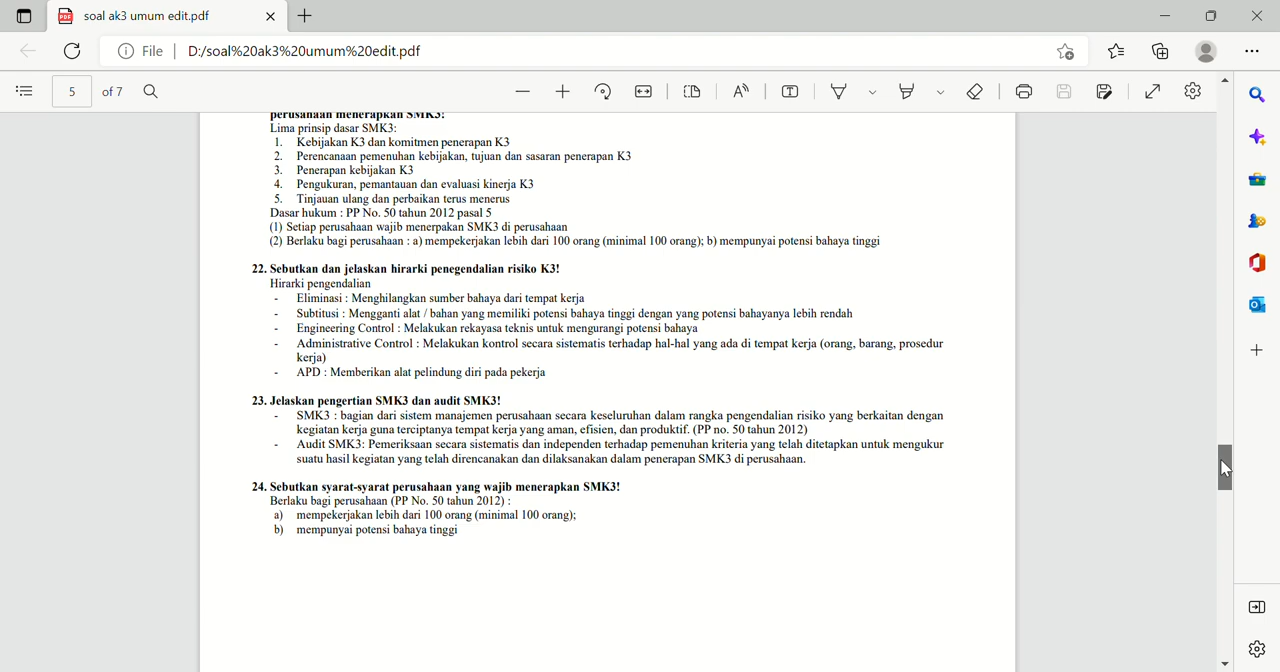 soal ak3 umum edit.pdf
File D:/soal%20ak3%20umum%20edit.pdf
5 of 7
perusahaan menerapkan SMK3!
Lima prinsip dasar SMK3:
1. Kebijakan K3 dan komitmen penerapan K3
2. Perencanaan pemenuhan kebijakan, tujuan dan sasaran penerapan K3
3. Penerapan kebijakan K3
4. Pengukuran, pemantauan dan evaluasi kinerja K3
5. Tinjauan ulang dan perbaikan terus menerus
Dasar hukum : PP No. 50 tahun 2012 pasal 5
(1) Setiap perusahaan wajib menerpakan SMK3 di perusahaan
(2) Berlaku bagi perusahaan : a) mempekerjakan lebih dari 100 orang (minimal 100 orang); b) mempunyai potensi bahaya tinggi
22. Sebutkan dan jelaskan hirarki penegendalian risiko K3!
Hirarki pengendalian
- Eliminasi : Menghilangkan sumber bahaya dari tempat kerja
- Subtitusi : Mengganti alat / bahan yang memiliki potensi bahaya tinggi dengan yang potensi bahayanya lebih rendah
- Engineering Control : Melakukan rekayasa teknis untuk mengurangi potensi bahaya
- Administrative Control : Melakukan kontrol secara sistematis terhadap hal-hal yang ada di tempat kerja (orang, barang, prosedur
kerja)
- APD : Memberikan alat pelindung diri pada pekerja
23. Jelaskan pengertian SMK3 dan audit SMK3!
- SMK3 : bagian dari sistem manajemen perusahaan secara keseluruhan dalam rangka pengendalian risiko yang berkaitan dengan
kegiatan kerja guna terciptanya tempat kerja yang aman, efisien, dan produktif. (PP no. 50 tahun 2012)
- Audit SMK3: Pemeriksaan secara sistematis dan independen terhadap pemenuhan kriteria yang telah ditetapkan untuk mengukur
suatu hasil kegiatan yang telah direncanakan dan dilaksanakan dalam penerapan SMK3 di perusahaan.
24. Sebutkan syarat-syarat perusahaan yang wajib menerapkan SMK3!
Berlaku bagi perusahaan (PP No. 50 tahun 2012) :
a) mempekerjakan lebih dari 100 orang (minimal 100 orang);
b) mempunyai potensi bahaya tinggi